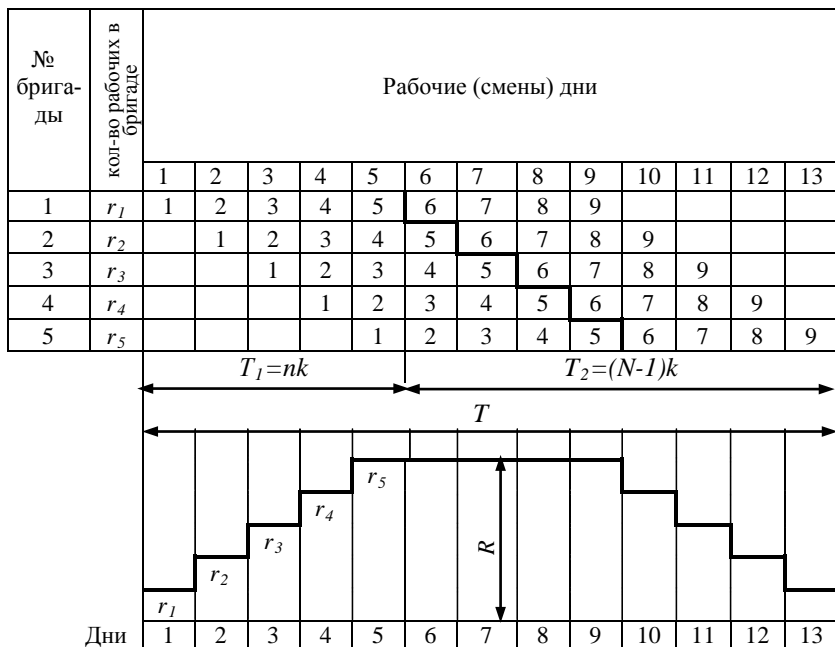 № брига-ды
кол-во рабочих в бригаде
Рабочие (смены) дни
1 2 3 4 5 6 7 8 9 10 11 12 13
1 r1 1 2 3 4 5 6 7 8 9
2 r2 1 2 3 4 5 6 7 8 9
3 r3 1 2 3 4 5 6 7 8 9
4 r4 1 2 3 4 5 6 7 8 9
5 r5 1 2 3 4 5 6 7 8 9
T1=nk T2=(N-1)k
T
r5
r4
r3
R
r2
r1
Дни 1 2 3 4 5 6 7 8 9 10 11 12 13